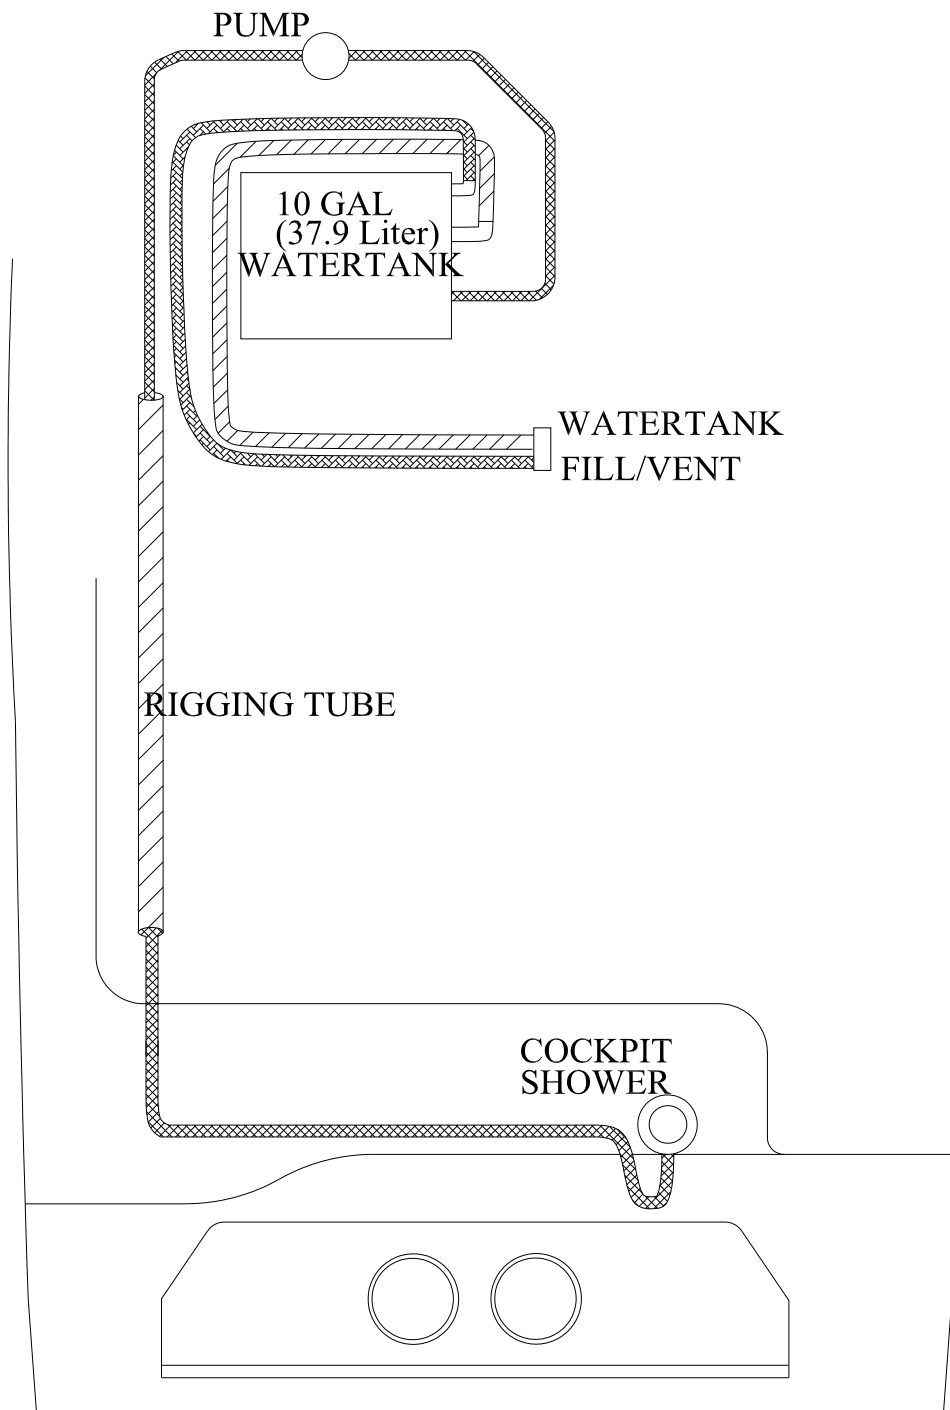 PUMP
10 GAL
(37.9 Liter)
WATERTANK
WATERTANK
FILL/VENT
RIGGING TUBE
COCKPIT
SHOWER